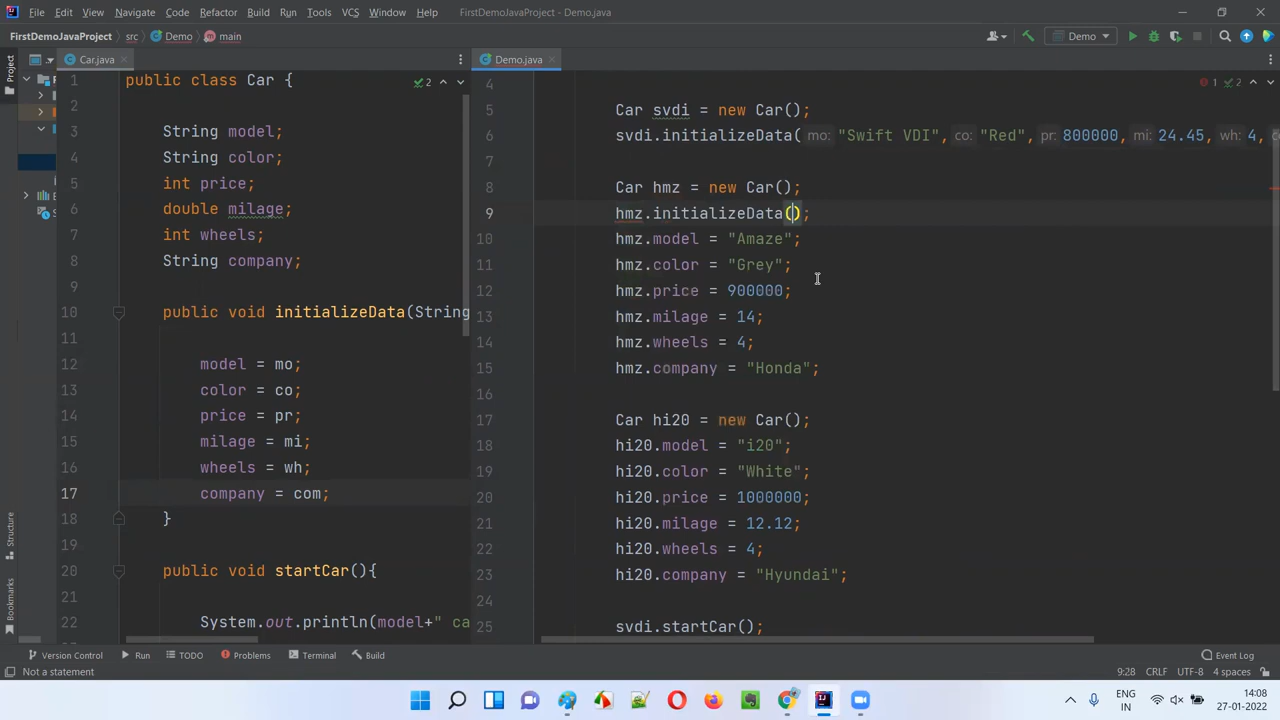 File Edit View Navigate Code Refactor Build Run Tools VCS Window Help FirstDemoJavaProject - Demo.java
FirstDemoJavaProject src Demo main Demo
Project
Car.java
1 public class Car { 2
2
3 String model;
4 String color;
5 int price;
6 double milage;
7 int wheels;
8 String company;
9
10 public void initializeData(String
11
12 model = mo;
13 color = co;
14 price = pr;
15 milage = mi;
16 wheels = wh;
17 company = com;
18 }
19
20 public void startCar(){
21
22 System.out.println(model+" ca
Demo.java
4 1 2
5 Car svdi = new Car();
6 svdi.initializeData( mo: "Swift VDI", co: "Red", pr: 800000, mi: 24.45, wh: 4,
7
8 Car hmz = new Car();
9 hmz.initializeData();
10 hmz.model = "Amaze";
11 hmz.color = "Grey";
12 hmz.price = 900000;
13 hmz.milage = 14;
14 hmz.wheels = 4;
15 hmz.company = "Honda";
16
17 Car hi20 = new Car();
18 hi20.model = "i20";
19 hi20.color = "White";
20 hi20.price = 1000000;
21 hi20.milage = 12.12;
22 hi20.wheels = 4;
23 hi20.company = "Hyundai";
24
25 svdi.startCar();
Structure
Bookmarks
Version Control Run TODO Problems Terminal Build Event Log
Not a statement 9:28 CRLF UTF-8 4 spaces
ENG
IN
14:08
27-01-2022